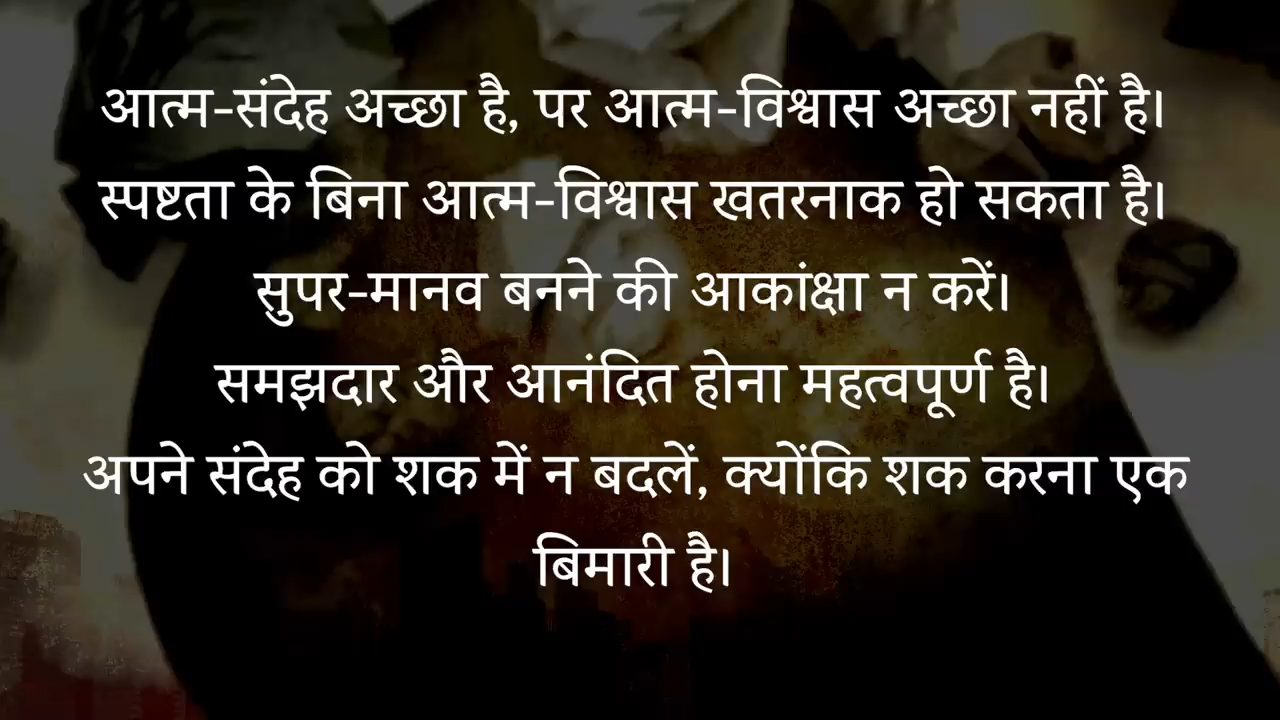 आत्म-संदेह अच्छा है, पर आत्म-विश्वास अच्छा नहीं है।
स्पष्टता के बिना आत्म-विश्वास खतरनाक हो सकता है।
सुपर-मानव बनने की आकांक्षा न करें।
समझदार और आनंदित होना महत्वपूर्ण है।
अपने संदेह को शक में न बदलें, क्योंकि शक करना एक
बिमारी है।